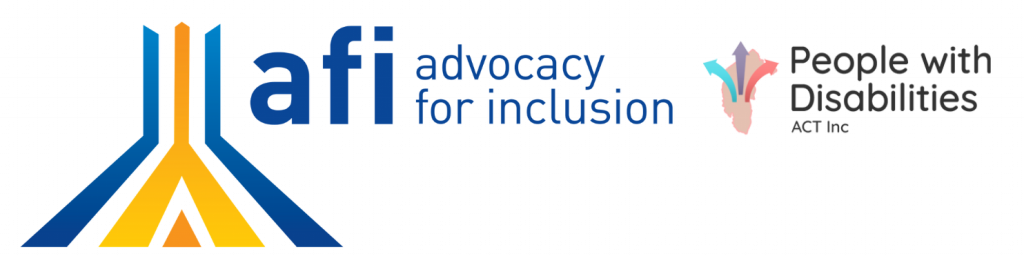 afi
advocacy
for inclusion
People with
Disabilities
ACT Inc